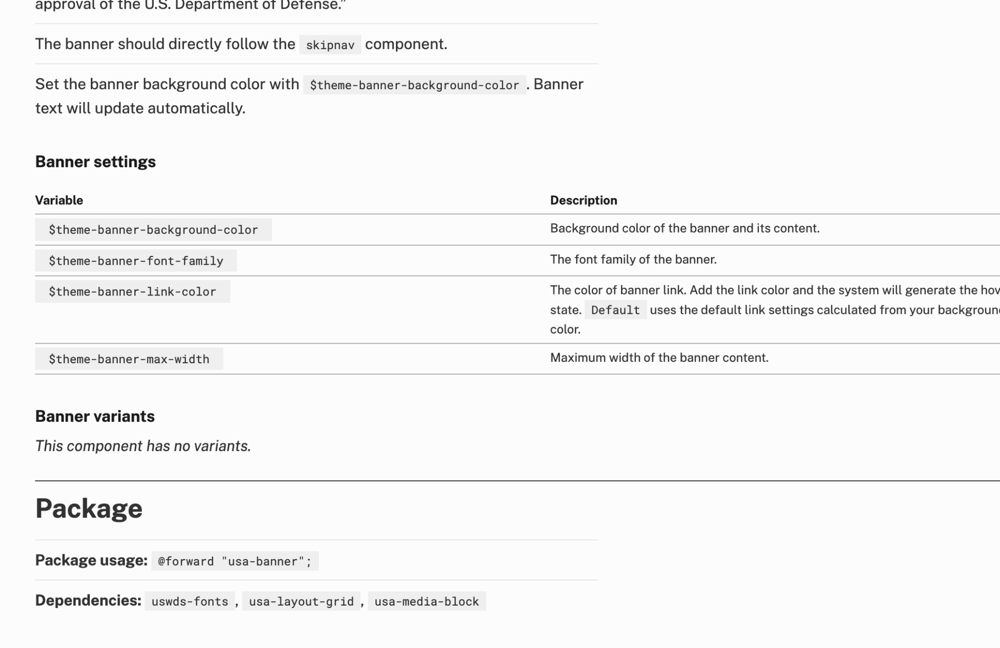 approval of the U.S. Department of Defense.”
The banner should directly follow the skipnav component.
Set the banner background color with $theme-banner-background-color . Banner
text will update automatically.
Banner settings
Variable Description
$theme-banner-background-color Background color of the banner and its content.
$theme-banner-font-family The font family of the banner.
$theme-banner-link-color The color of banner link. Add the link color and the system will generate the
state. Default uses the default link settings calculated from your
color.
$theme-banner-max-width Maximum width of the banner content.
Banner variants
This component has no variants.
Package
Package usage: @forward "usa-banner";
Dependencies: uswds-fonts , usa-layout-grid , usa-media-block